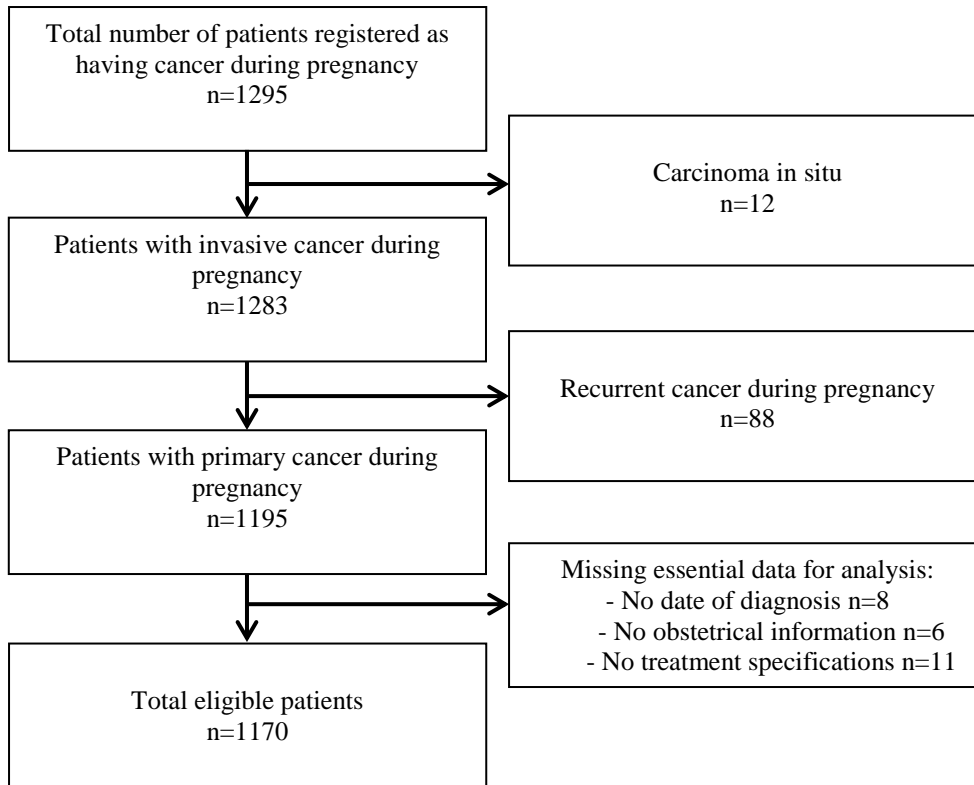 Total number of patients registered as
having cancer during pregnancy
n=1295
Carcinoma in situ
n=12
Patients with invasive cancer during
pregnancy
n=1283
Recurrent cancer during pregnancy
n=88
Patients with primary cancer during
pregnancy
n=1195
Missing essential data for analysis:
- No date of diagnosis n=8
- No obstetrical information n=6
- No treatment specifications n=11
Total eligible patients
n=1170